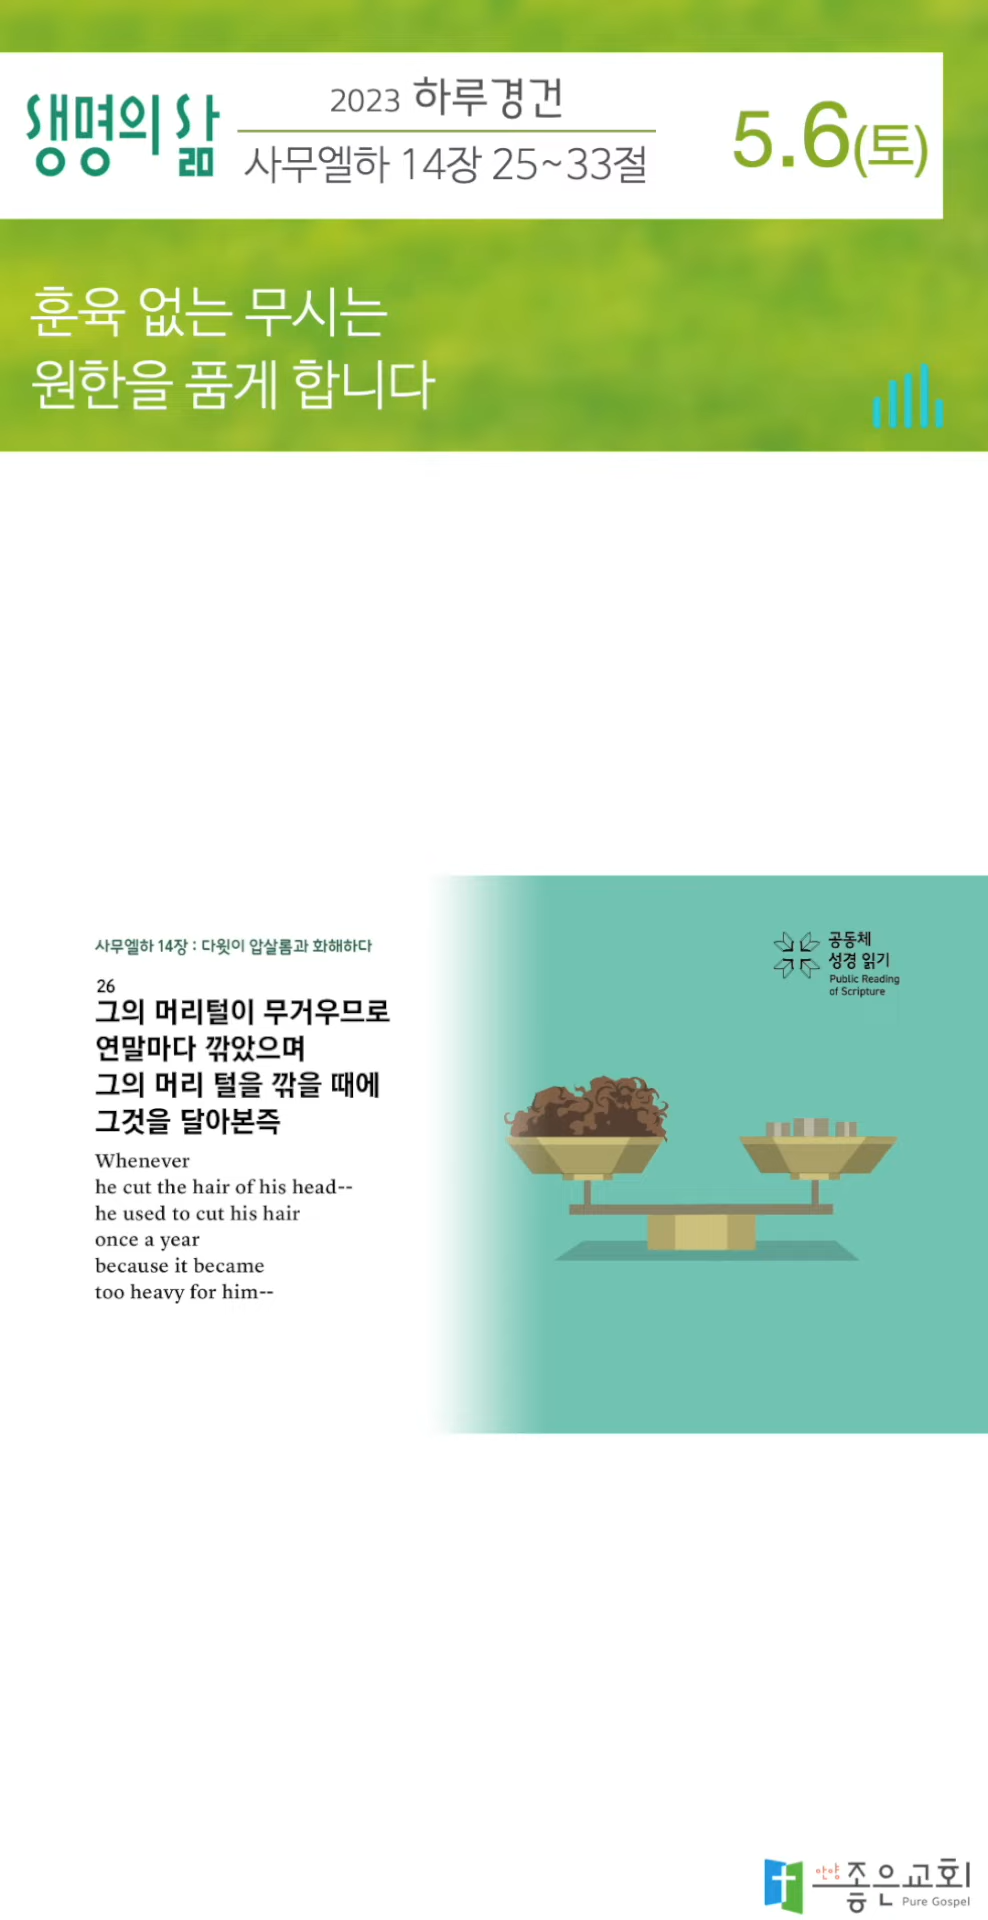 생명의 삶
2023 하루경건
사무엘하 14장 25~33절
5.6(토)
훈육 없는 무시는
원한을 품게 합니다
사무엘하 14장 : 다윗이 압살롬과 화해하다
26
그의 머리털이 무거우므로
연말마다 깎았으며
그의 머리 털을 깎을 때에
그것을 달아본즉
Whenever
he cut the hair of his head--
he used to cut his hair
once a year
because it became
too heavy for him--
공동체
성경 읽기
Public Reading
of Scripture
안양 좋은교회
Pure Gospel